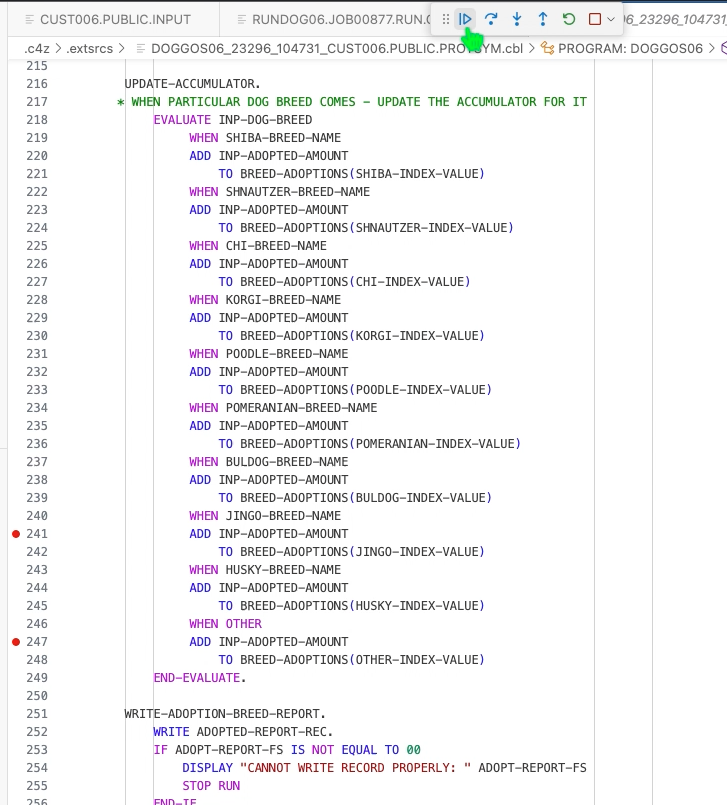 CUST006.PUBLIC.INPUT
RUNDOG06.JOB00877.RUN.
06_23296_104731
.c4z > .extsrcs > DOGGOS06_23296_104731_CUST006.PUBLIC.PROTSYM.cbl > PROGRAM: DOGGOS06 >
215
216 UPDATE-ACCUMULATOR.
217 * WHEN PARTICULAR DOG BREED COMES - UPDATE THE ACCUMULATOR FOR IT
218 EVALUATE INP-DOG-BREED
219 WHEN SHIBA-BREED-NAME
220 ADD INP-ADOPTED-AMOUNT
221 TO BREED-ADOPTIONS(SHIBA-INDEX-VALUE)
222 WHEN SHNAUTZER-BREED-NAME
223 ADD INP-ADOPTED-AMOUNT
224 TO BREED-ADOPTIONS(SHNAUTZER-INDEX-VALUE)
225 WHEN CHI-BREED-NAME
226 ADD INP-ADOPTED-AMOUNT
227 TO BREED-ADOPTIONS(CHI-INDEX-VALUE)
228 WHEN KORGI-BREED-NAME
229 ADD INP-ADOPTED-AMOUNT
230 TO BREED-ADOPTIONS(KORGI-INDEX-VALUE)
231 WHEN POODLE-BREED-NAME
232 ADD INP-ADOPTED-AMOUNT
233 TO BREED-ADOPTIONS(POODLE-INDEX-VALUE)
234 WHEN POMERANIAN-BREED-NAME
235 ADD INP-ADOPTED-AMOUNT
236 TO BREED-ADOPTIONS(POMERANIAN-INDEX-VALUE)
237 WHEN BULDOG-BREED-NAME
238 ADD INP-ADOPTED-AMOUNT
239 TO BREED-ADOPTIONS(BULDOG-INDEX-VALUE)
240 WHEN JINGO-BREED-NAME
241 ADD INP-ADOPTED-AMOUNT
242 TO BREED-ADOPTIONS(JINGO-INDEX-VALUE)
243 WHEN HUSKY-BREED-NAME
244 ADD INP-ADOPTED-AMOUNT
245 TO BREED-ADOPTIONS(HUSKY-INDEX-VALUE)
246 WHEN OTHER
247 ADD INP-ADOPTED-AMOUNT
248 TO BREED-ADOPTIONS(OTHER-INDEX-VALUE)
249 END-EVALUATE.
250
251 WRITE-ADOPTION-BREED-REPORT.
252 WRITE ADOPTED-REPORT-REC.
253 IF ADOPT-REPORT-FS IS NOT EQUAL TO 00
254 DISPLAY "CANNOT WRITE RECORD PROPERLY: " ADOPT-REPORT-FS
255 STOP RUN
256 END-IF